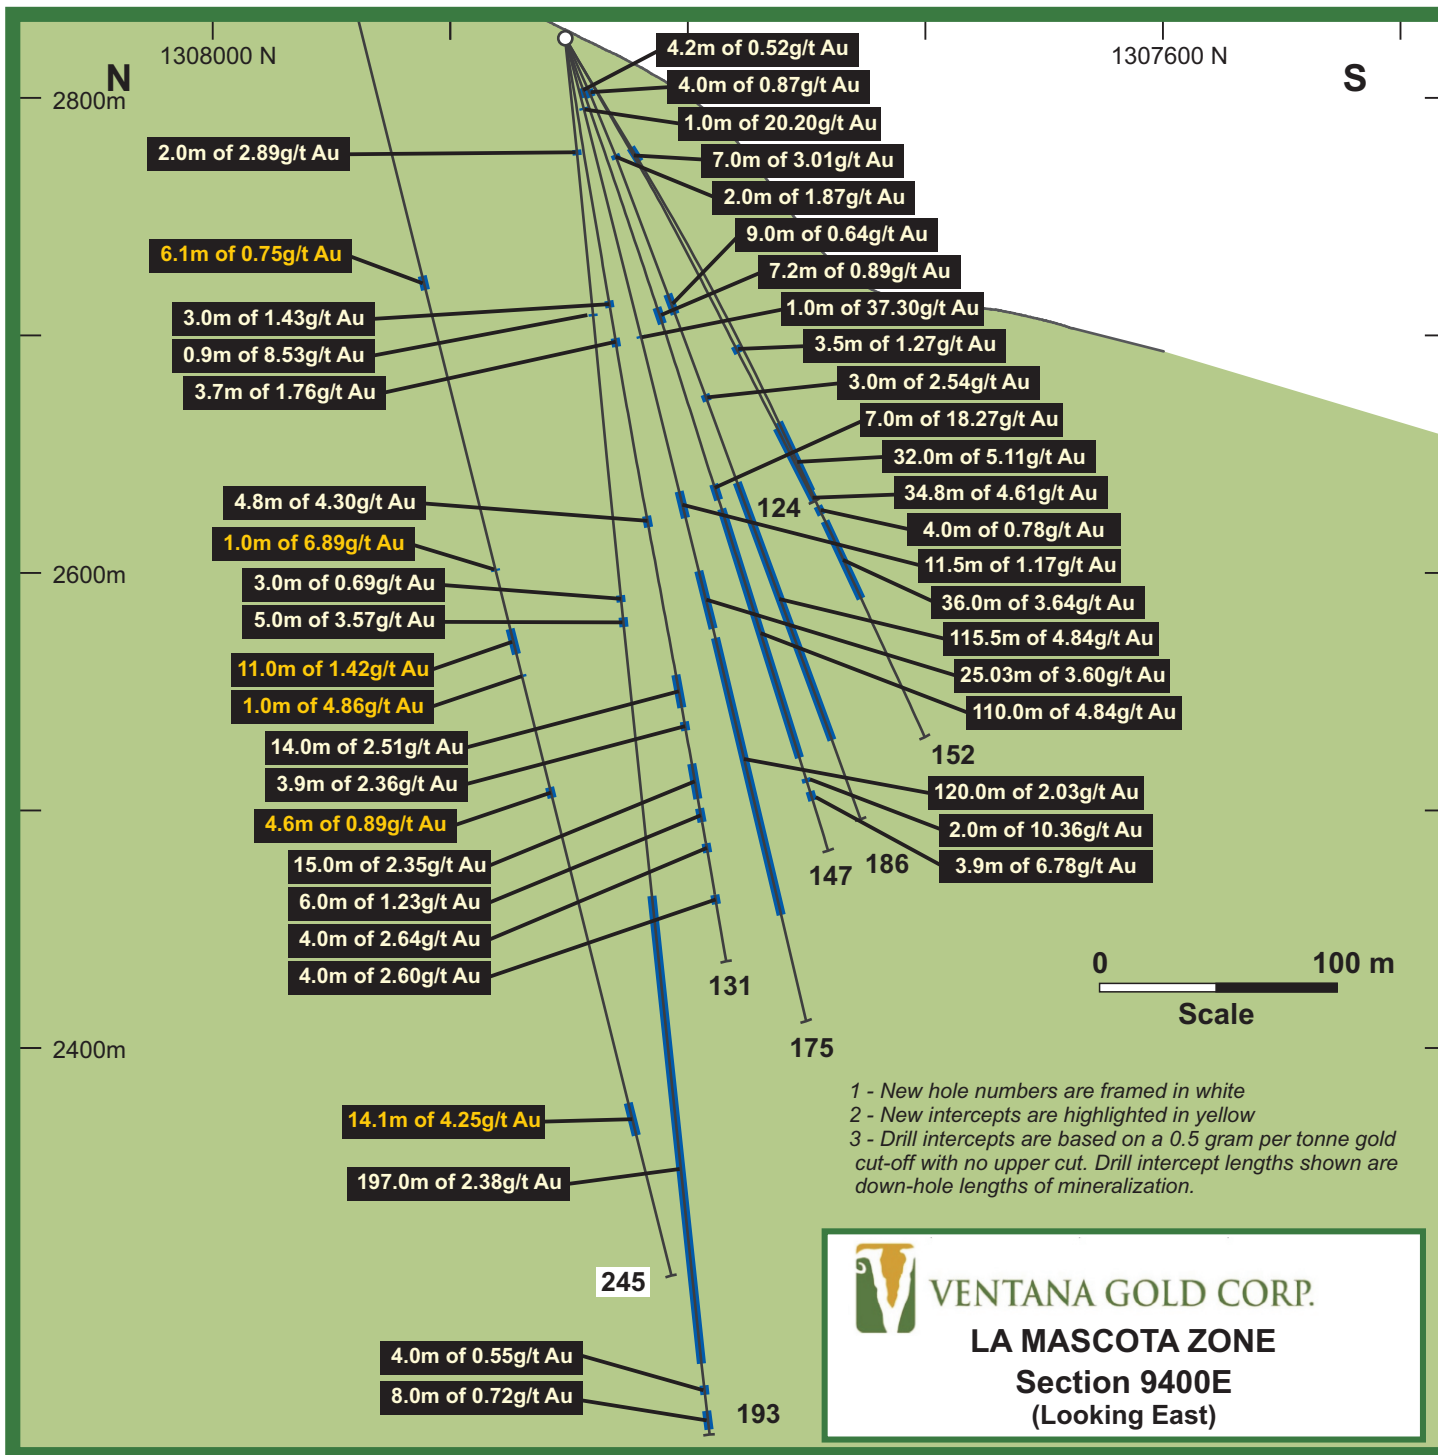 1308000 N
1307600 N
N
S
2800m
2600m
2400m
4.2m of 0.52g/t Au
4.0m of 0.87g/t Au
1.0m of 20.20g/t Au
7.0m of 3.01g/t Au
2.0m of 1.87g/t Au
9.0m of 0.64g/t Au
7.2m of 0.89g/t Au
1.0m of 37.30g/t Au
3.5m of 1.27g/t Au
3.0m of 2.54g/t Au
7.0m of 18.27g/t Au
32.0m of 5.11g/t Au
34.8m of 4.61g/t Au
4.0m of 0.78g/t Au
11.5m of 1.17g/t Au
36.0m of 3.64g/t Au
115.5m of 4.84g/t Au
25.03m of 3.60g/t Au
110.0m of 4.84g/t Au
120.0m of 2.03g/t Au
2.0m of 10.36g/t Au
3.9m of 6.78g/t Au
2.0m of 2.89g/t Au
6.1m of 0.75g/t Au
3.0m of 1.43g/t Au
0.9m of 8.53g/t Au
3.7m of 1.76g/t Au
4.8m of 4.30g/t Au
1.0m of 6.89g/t Au
3.0m of 0.69g/t Au
5.0m of 3.57g/t Au
11.0m of 1.42g/t Au
1.0m of 4.86g/t Au
14.0m of 2.51g/t Au
3.9m of 2.36g/t Au
4.6m of 0.89g/t Au
15.0m of 2.35g/t Au
6.0m of 1.23g/t Au
4.0m of 2.64g/t Au
4.0m of 2.60g/t Au
14.1m of 4.25g/t Au
197.0m of 2.38g/t Au
4.0m of 0.55g/t Au
8.0m of 0.72g/t Au
124
152
147
186
131
175
245
193
0
100 m
Scale
1 - New hole numbers are framed in white
2 - New intercepts are highlighted in yellow
3 - Drill intercepts are based on a 0.5 gram per tonne gold
cut-off with no upper cut. Drill intercept lengths shown are
down-hole lengths of mineralization.
VENTANA GOLD CORP.
LA MASCOTA ZONE
Section 9400E
(Looking East)